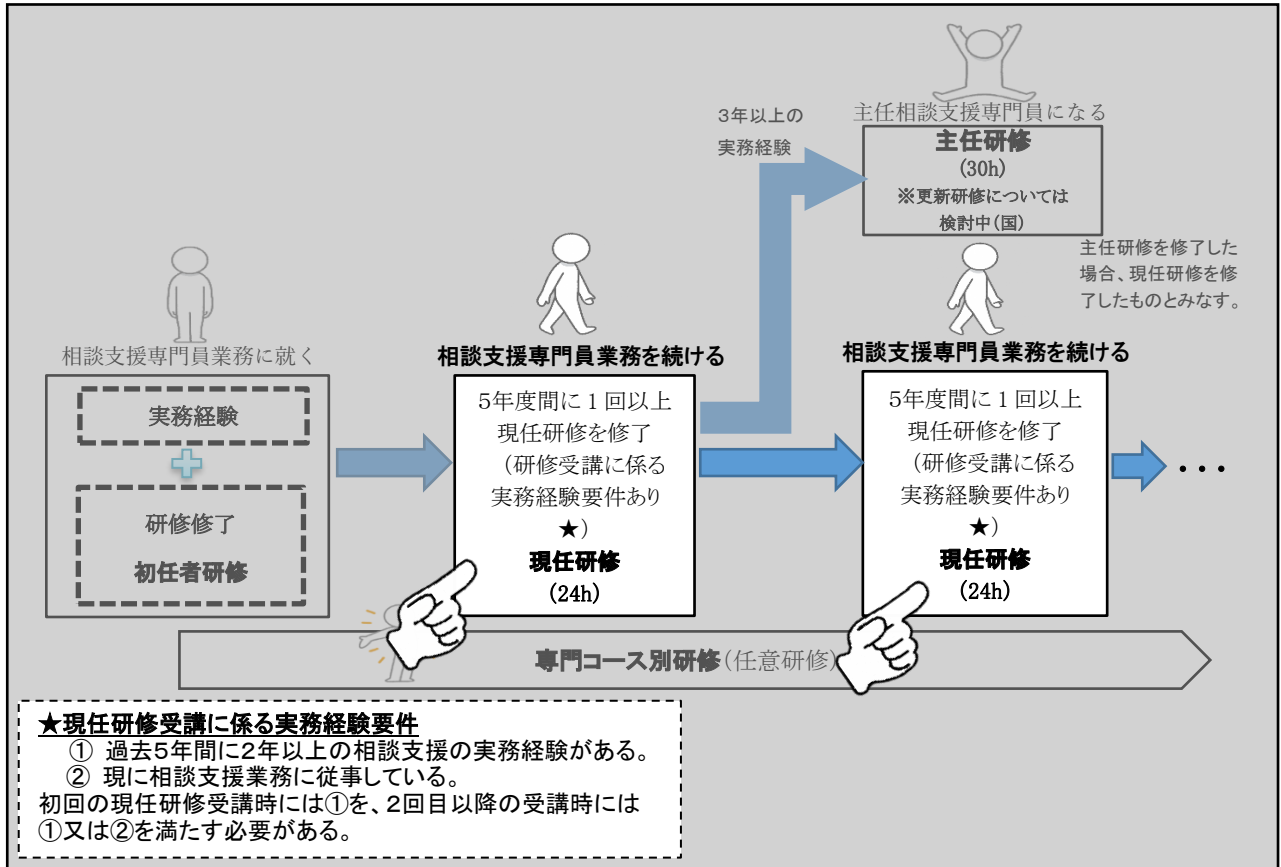 3年以上の
実務経験
主任相談支援専門員になる
主任研修
(30h)
※更新研修については
検討中(国)
主任研修を修了した
場合、現任研修を修
了したものとみなす。
相談支援専門員業務に就く
実務経験
研修修了
初任者研修
相談支援専門員業務を続ける
5年度間に1回以上
現任研修を修了
（研修受講に係る
実務経験要件あり
★）
現任研修
(24h)
相談支援専門員業務を続ける
5年度間に1回以上
現任研修を修了
（研修受講に係る
実務経験要件あり
★）
現任研修
(24h)
・・・
専門コース別研修(任意研修)
★現任研修受講に係る実務経験要件
① 過去5年間に2年以上の相談支援の実務経験がある。
② 現に相談支援業務に従事している。
初回の現任研修受講時には①を、2回目以降の受講時には
①又は②を満たす必要がある。